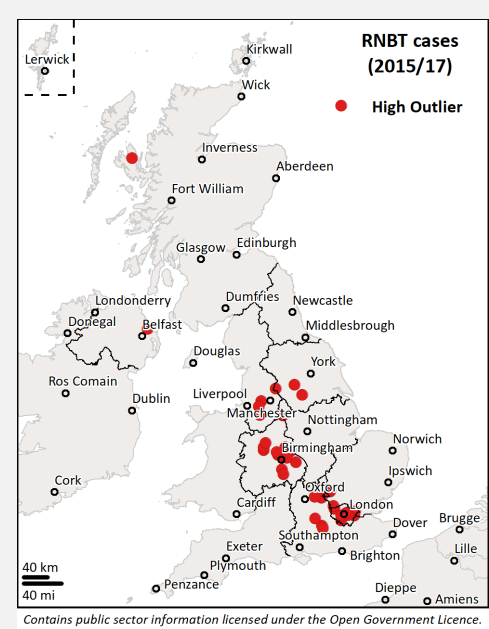 RNBT cases
(2015/17)
High Outlier
Lerwick
Kirkwall
Wick
Inverness
Aberdeen
Fort William
Glasgow
Edinburgh
Dumfries
Newcastle
Londonderry
Donegal
Belfast
Middlesbrough
Douglas
York
Ros Comain
Dublin
Liverpool
Manchester
Nottingham
Birmingham
Norwich
Ipswich
Cork
Oxford
Cardiff
London
Dover
Brugge
Southampton
Brighton
Lille
Exeter
Plymouth
Penzance
Dieppe
Amiens
40 km
40 mi
Contains public sector information licensed under the Open Government Licence.